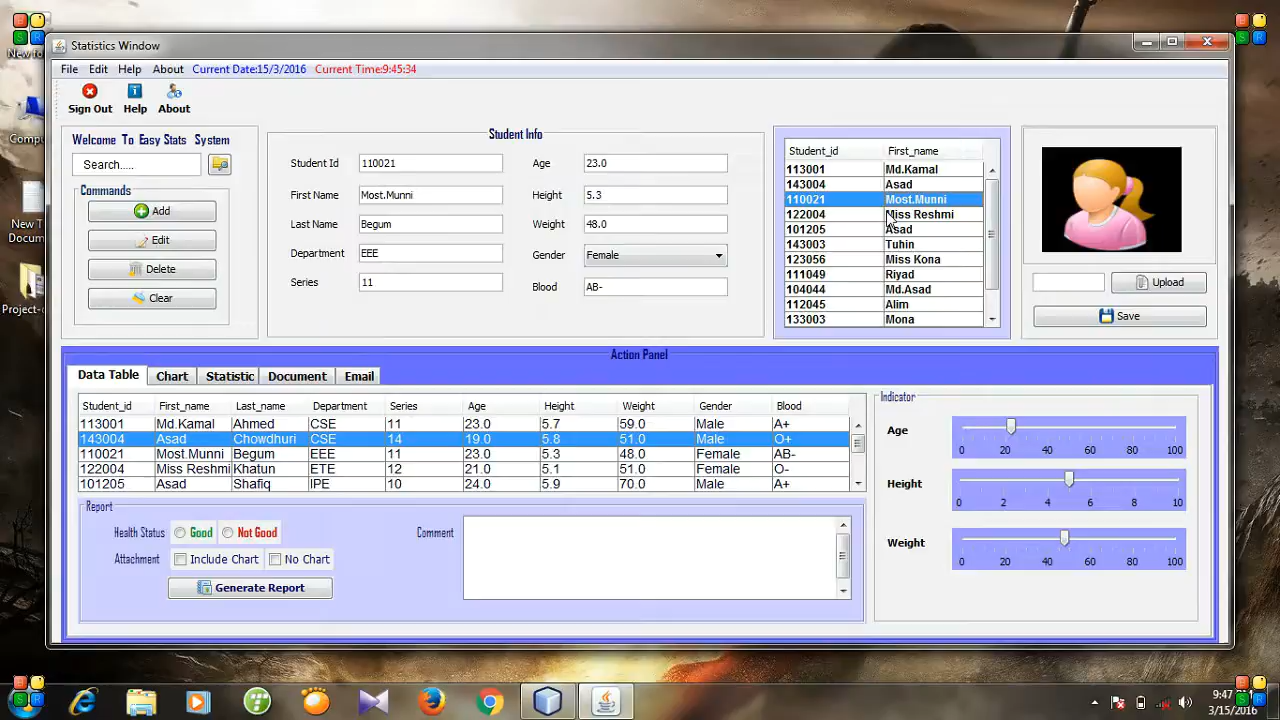 New fo
Statistics Window
File Edit Help About Current Date:15/3/2016 Current Time:9:45:34
Sign Out Help About
Compu
New T
Docum
Project-
Welcome To Easy Stats System
Search.....
Commands
Add
Edit
Delete
Clear
Student Info
Student Id 110021 Age 23.0
First Name Most.Munni Height 5.3
Last Name Begum Weight 48.0
Department EEE Gender Female
Series 11 Blood AB-
Student_id First_name
113001 Md.Kamal
143004 Asad
110021 Most.Munni
122004 Miss Reshmi
101205 Asad
143003 Tuhin
123056 Miss Kona
111049 Riyad
104044 Md.Asad
112045 Alim
133003 Mona
Upload
Save
Action Panel
Data Table Chart Statistic Document Email
Student_id First_name Last_name Department Series Age Height Weight Gender Blood
113001 Md.Kamal Ahmed CSE 11 23.0 5.7 59.0 Male A+
143004 Asad Chowdhuri CSE 14 19.0 5.8 51.0 Male O+
110021 Most.Munni Begum EEE 11 23.0 5.3 48.0 Female AB-
122004 Miss Reshmi Khatun ETE 12 21.0 5.1 51.0 Female O-
101205 Asad Shafiq IPE 10 24.0 5.9 70.0 Male A+
Report
Health Status Good Not Good
Attachment Include Chart No Chart
Generate Report
Comment
Indicator
Age
0 20 40 60 80 100
Height
0 2 4 6 8 10
Weight
0 20 40 60 80 100
9:47
3/15/2016